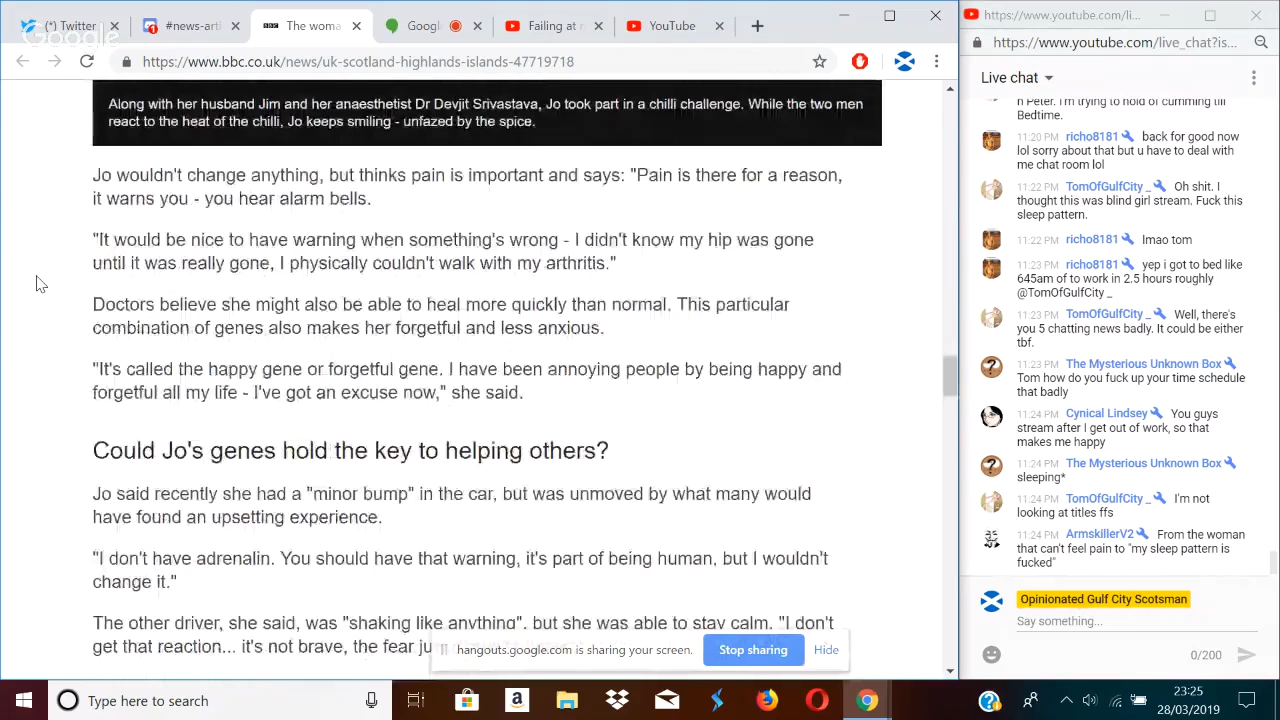 (*) Twitter
#news-arti
The woma
Googl
Falling at n
YouTube
Google
https://www.bbc.co.uk/news/uk-scotland-highlands-islands-47719718
Along with her husband Jim and her anaesthetist Dr Devjit Srivastava, Jo took part in a chilli challenge. While the two men
react to the heat of the chilli, Jo keeps smiling - unfazed by the spice.
Jo wouldn't change anything, but thinks pain is important and says: "Pain is there for a reason,
it warns you - you hear alarm bells.
"It would be nice to have warning when something's wrong - I didn't know my hip was gone
until it was really gone, I physically couldn't walk with my arthritis."
Doctors believe she might also be able to heal more quickly than normal. This particular
combination of genes also makes her forgetful and less anxious.
"It's called the happy gene or forgetful gene. I have been annoying people by being happy and
forgetful all my life - I've got an excuse now," she said.
Could Jo's genes hold the key to helping others?
Jo said recently she had a "minor bump" in the car, but was unmoved by what many would
have found an upsetting experience.
"I don't have adrenalin. You should have that warning, it's part of being human, but I wouldn't
change it."
The other driver, she said, was "shaking like anything", but she was able to stay calm. "I don't
get that reaction... it's not brave, the fear
hangouts.google.com is sharing your screen.
Stop sharing
Hide
https://www.youtube.com/li...
https://www.youtube.com/live_chat?is...
Live chat
n Peter. I'm trying to hold of cumming till
Bedtime.
11:20 PM richo8181 back for good now
lol sorry about that but u have to deal with
me chat room lol
11:22 PM TomOfGulfCity_ Oh shit. I
thought this was blind girl stream. Fuck this
sleep pattern.
11:22 PM richo8181 lmao tom
11:23 PM richo8181 yep i got to bed like
645am of to work in 2.5 hours roughly
@TomOfGulfCity_
11:23 PM TomOfGulfCity_ Well, there's
you 5 chatting news badly. It could be either
tbf.
11:23 PM The Mysterious Unknown Box
Tom how do you fuck up your time schedule
that badly
11:24 PM Cynical Lindsey You guys
stream after I get out of work, so that
makes me happy
11:24 PM The Mysterious Unknown Box
sleeping*
11:24 PM TomOfGulfCity_ I'm not
looking at titles ffs
11:24 PM ArmskillerV2 From the woman
that can't feel pain to "my sleep pattern is
fucked"
Opinionated Gulf City Scotsman
Say something...
0/200
Type here to search
23:25
28/03/2019